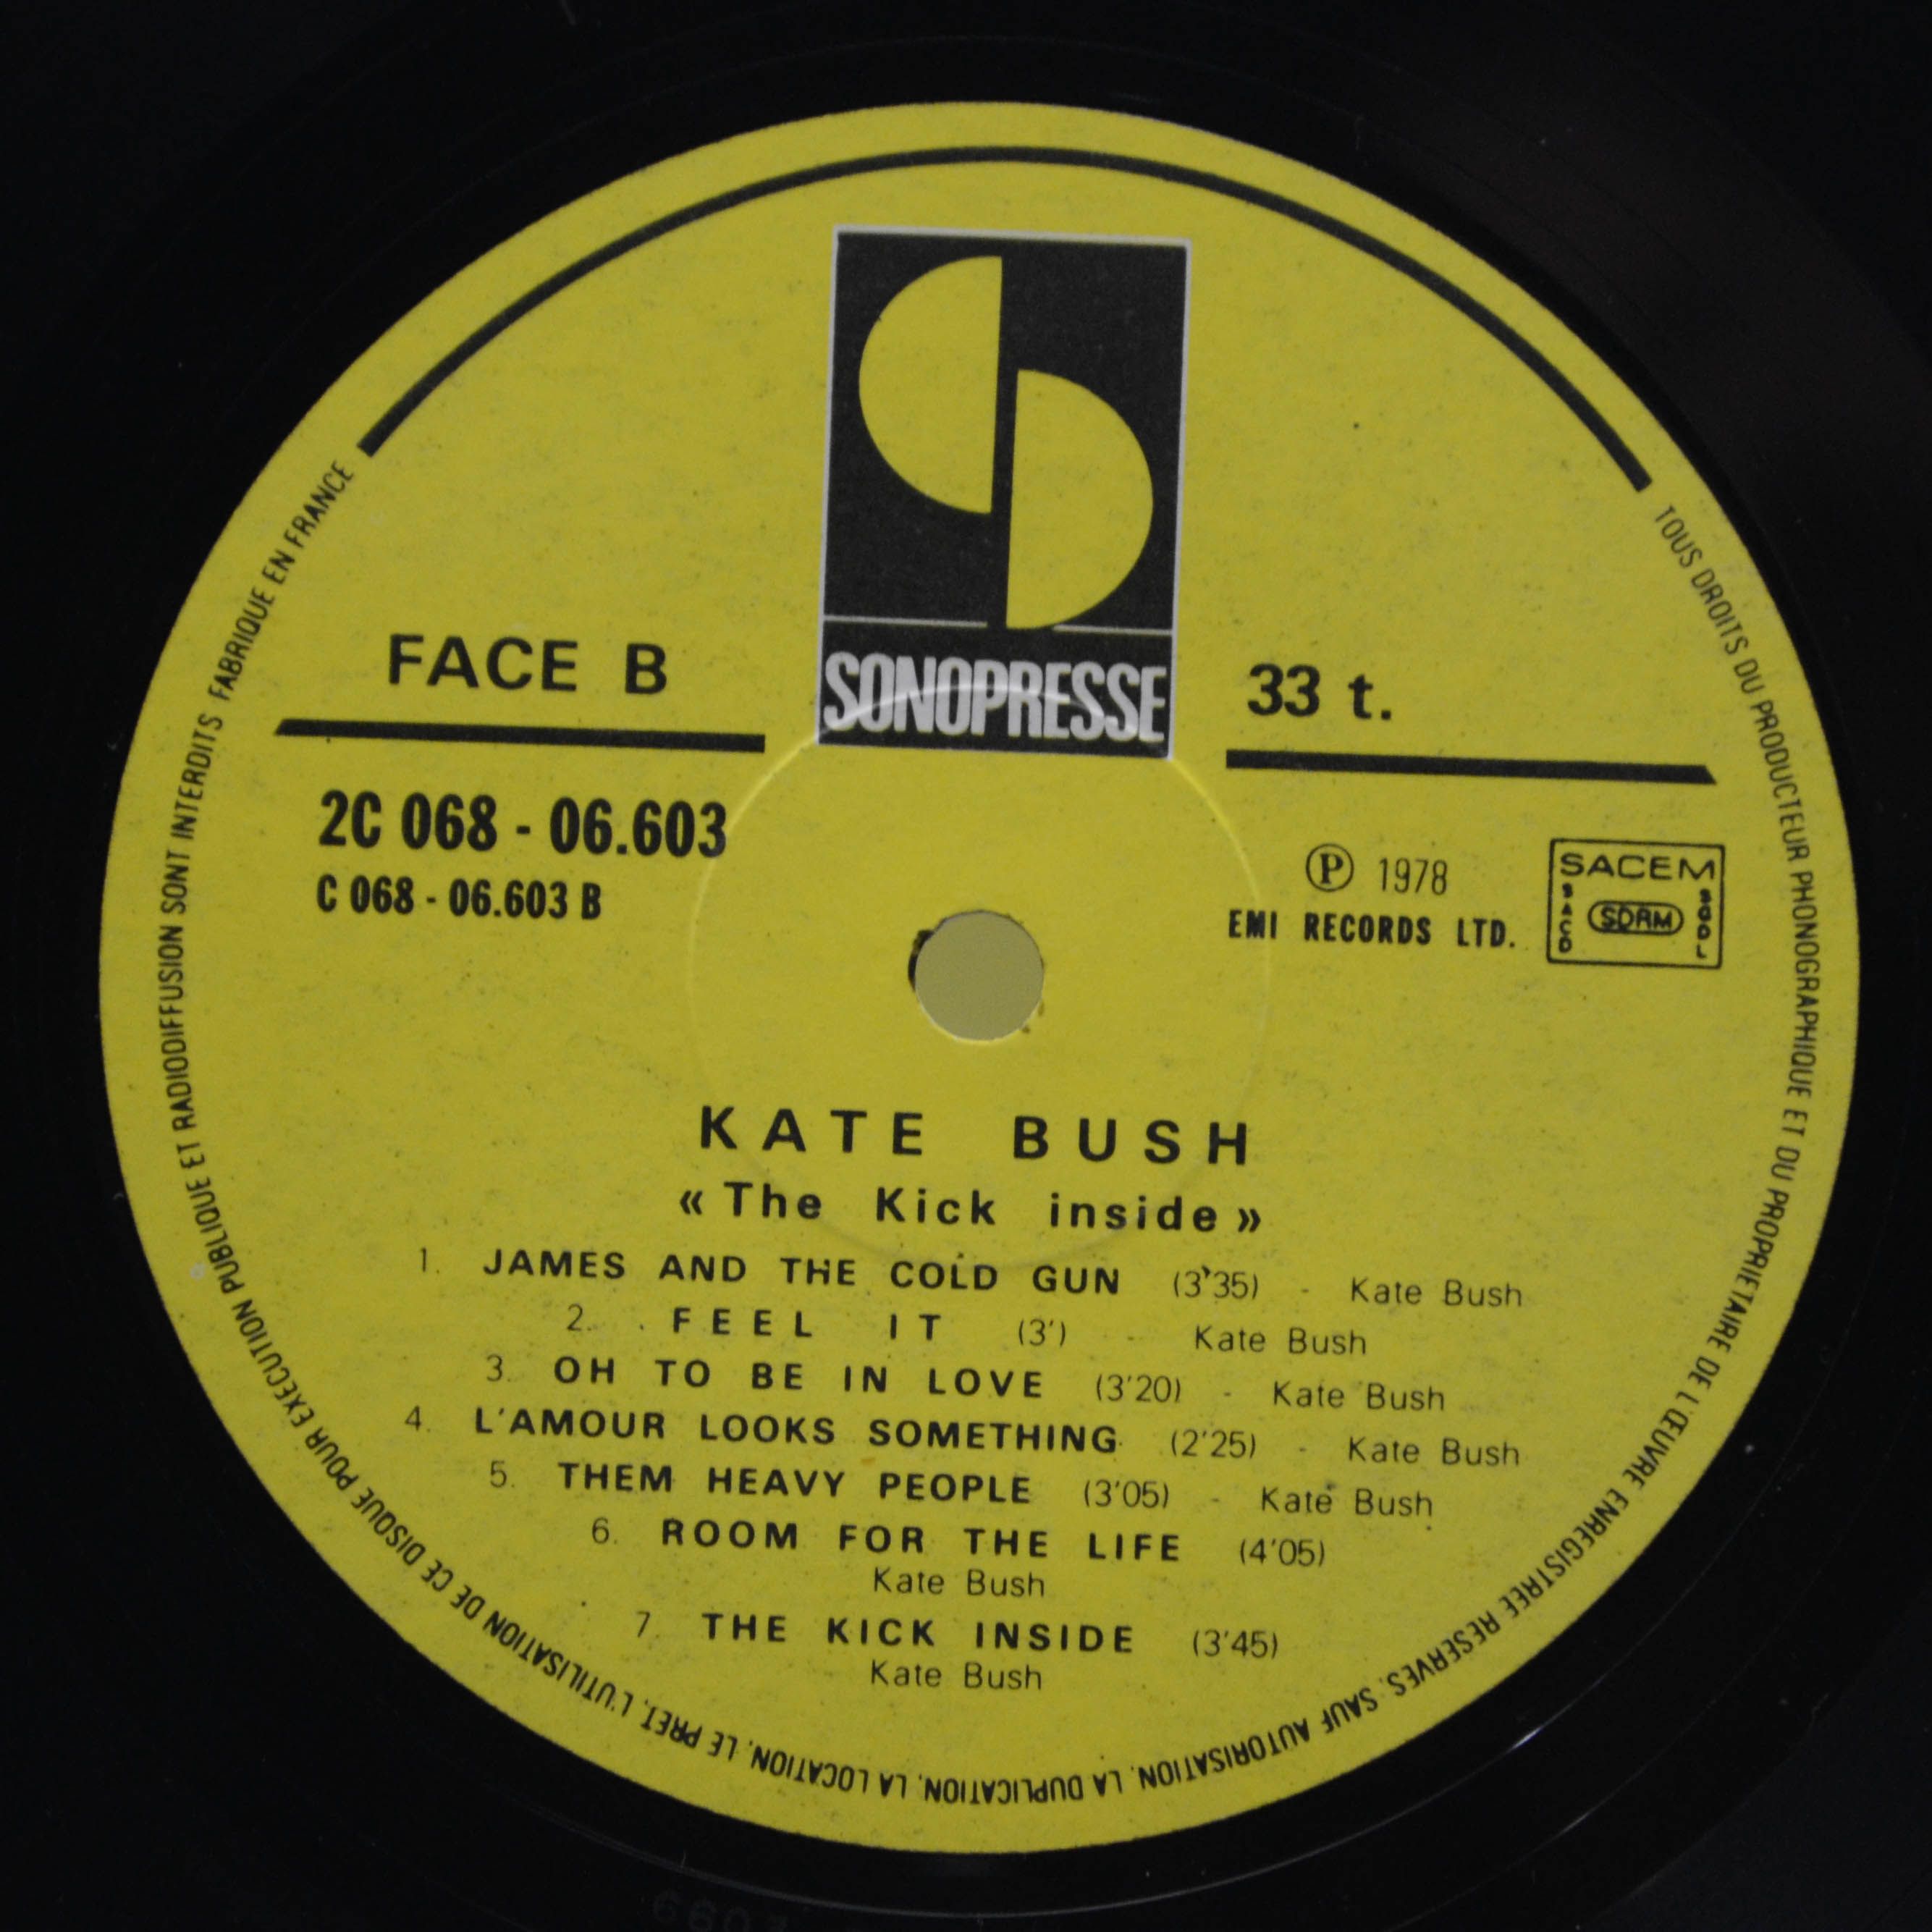 SONOPRESSE
FACE B
33 t.
2C 068 - 06.603
C 068 - 06.603 B
℗ 1978
EMI RECORDS LTD.
SACEM
SACD
SDRM
SGDL
KATE BUSH
« The Kick inside »
1. JAMES AND THE COLD GUN (3'35) - Kate Bush
2. FEEL IT (3') - Kate Bush
3. OH TO BE IN LOVE (3'20) - Kate Bush
4. L'AMOUR LOOKS SOMETHING (2'25) - Kate Bush
5. THEM HEAVY PEOPLE (3'05) - Kate Bush
6. ROOM FOR THE LIFE (4'05)
Kate Bush
7. THE KICK INSIDE (3'45)
Kate Bush
TOUS DROITS DU PRODUCTEUR PHONOGRAPHIQUE ET DU PROPRIETAIRE DE L'ŒUVRE ENREGISTREE RESERVES. SAUF AUTORISATION, LA DUPLICATION, LA LOCATION, LE PRET, L'UTILISATION DE CE DISQUE POUR EXECUTION PUBLIQUE ET RADIODIFFUSION SONT INTERDITS FABRIQUE EN FRANCE